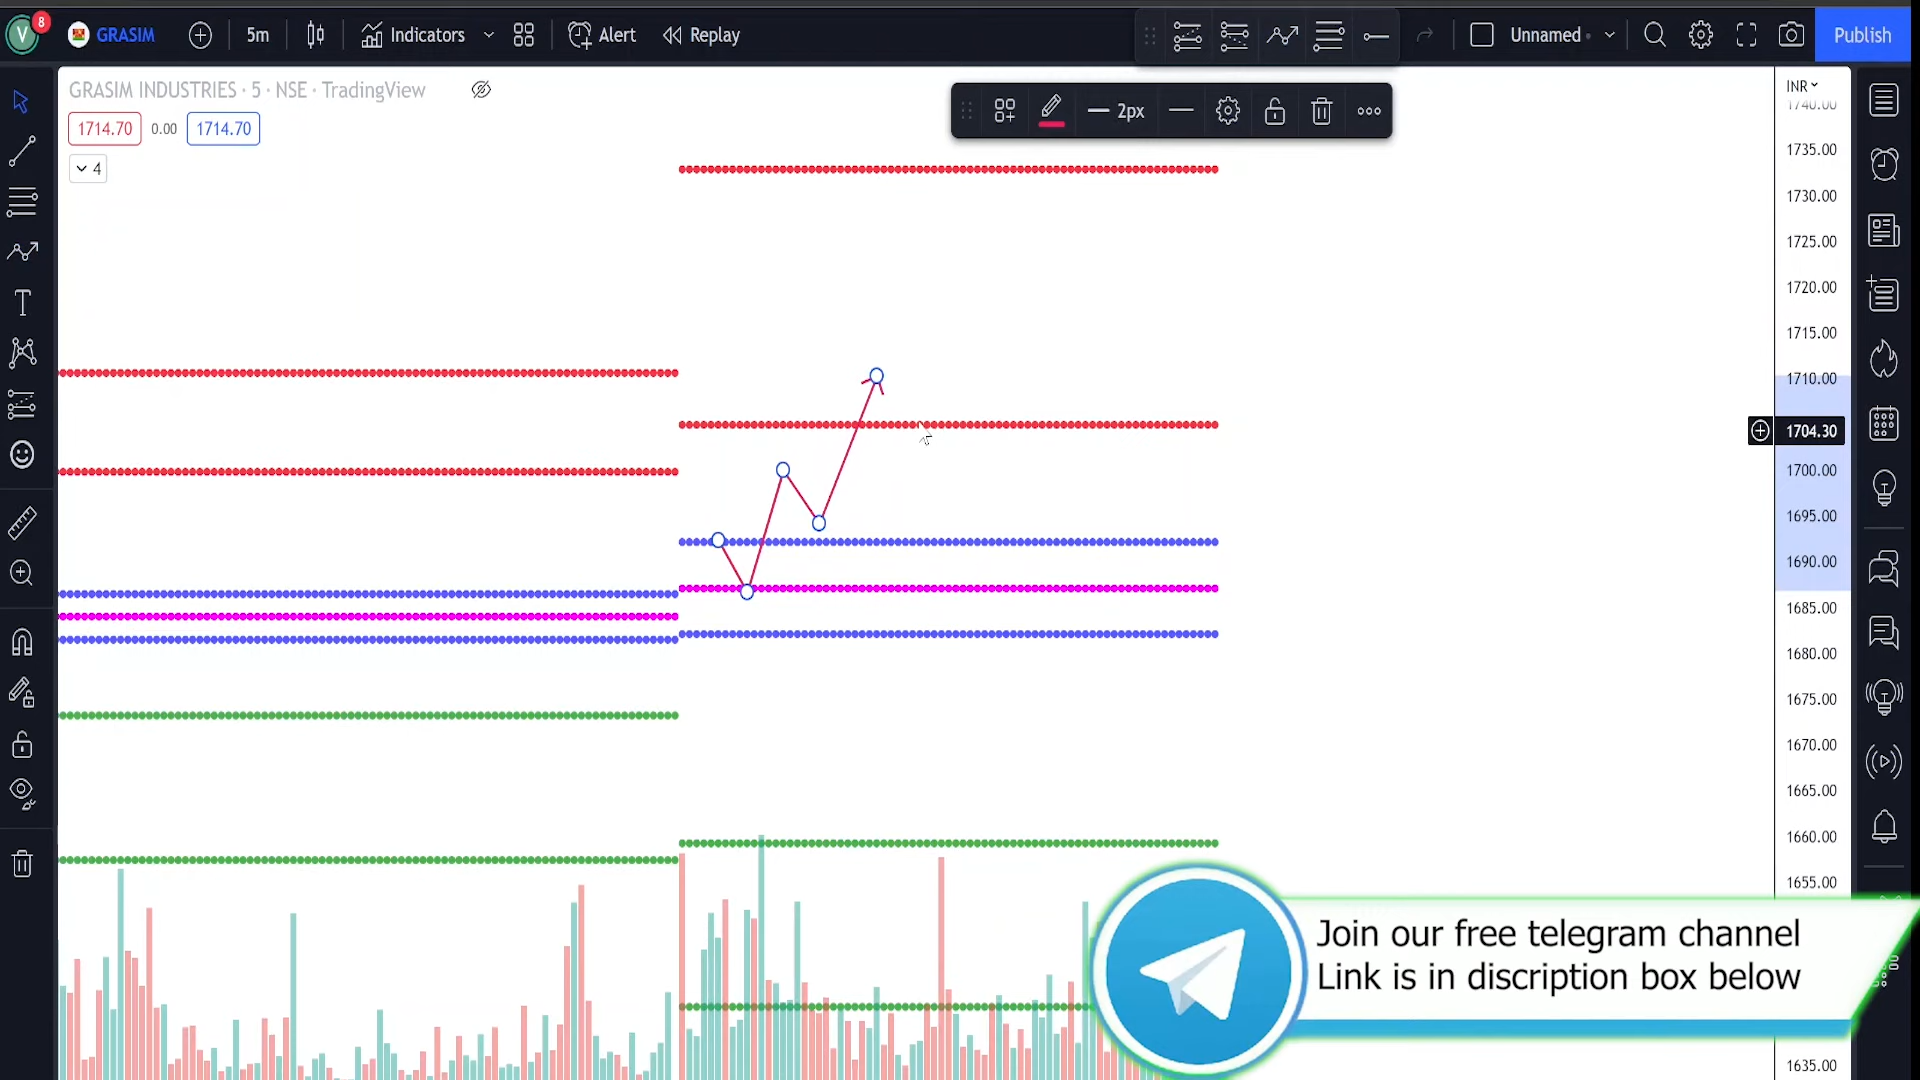 V
8
GRASIM
5m
Indicators
Alert
Replay
Unnamed
Publish
GRASIM INDUSTRIES · 5 · NSE · TradingView
1714.70
0.00
1714.70
4
2px
INR
1740.00
1735.00
1730.00
1725.00
1720.00
1715.00
1710.00
1704.30
1700.00
1695.00
1690.00
1685.00
1680.00
1675.00
1670.00
1665.00
1660.00
1655.00
1635.00
Join our free telegram channel
Link is in discription box below